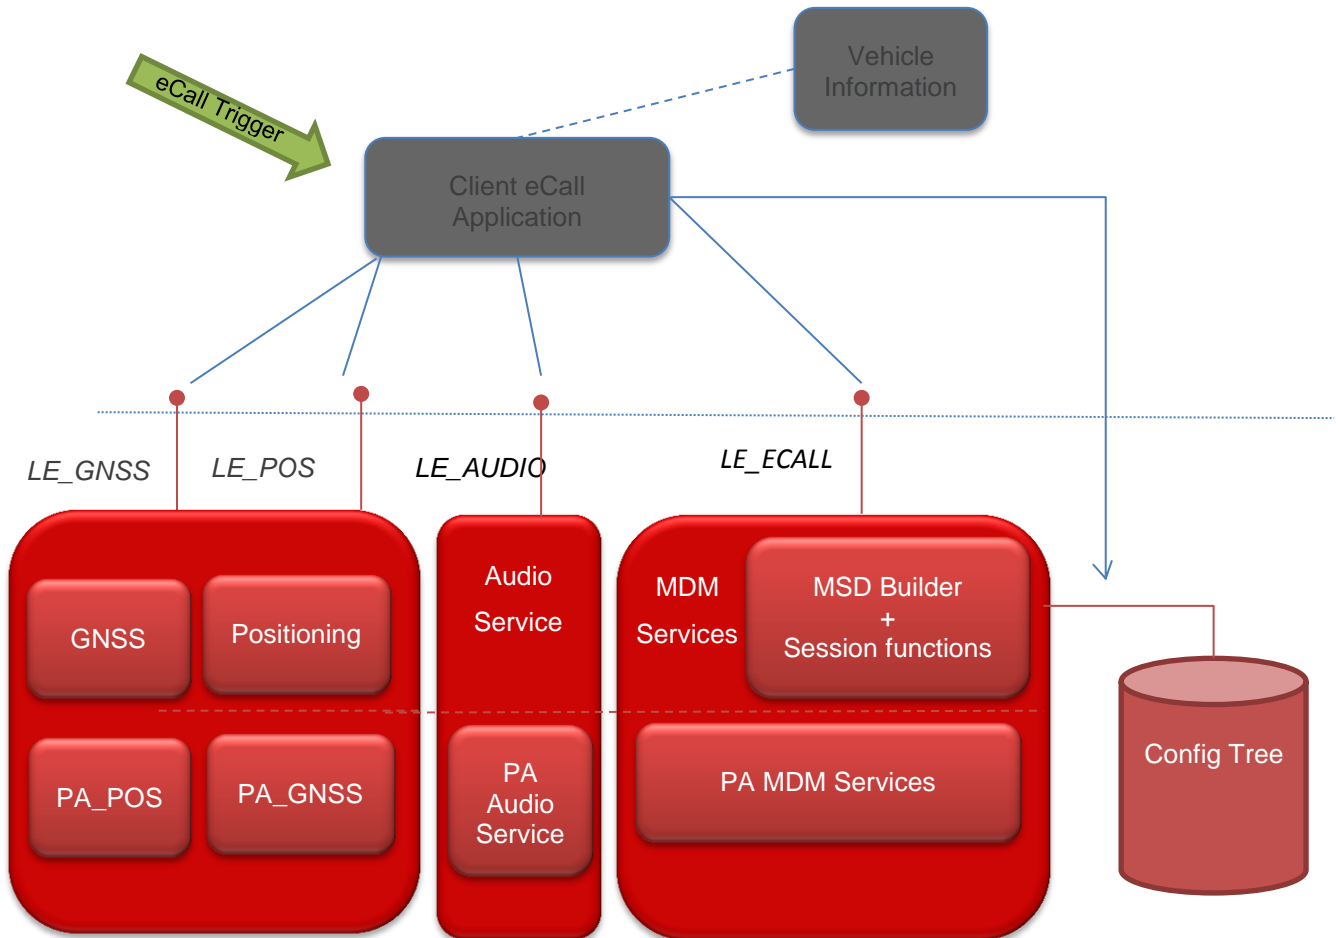 Vehicle
Information
eCall Trigger
Client eCall
Application
LE_GNSS
LE_POS
LE_AUDIO
LE_ECALL
GNSS
Positioning
PA_POS
PA_GNSS
Audio
Service
PA
Audio
Service
MDM
Services
MSD Builder
+
Session functions
PA MDM Services
Config Tree